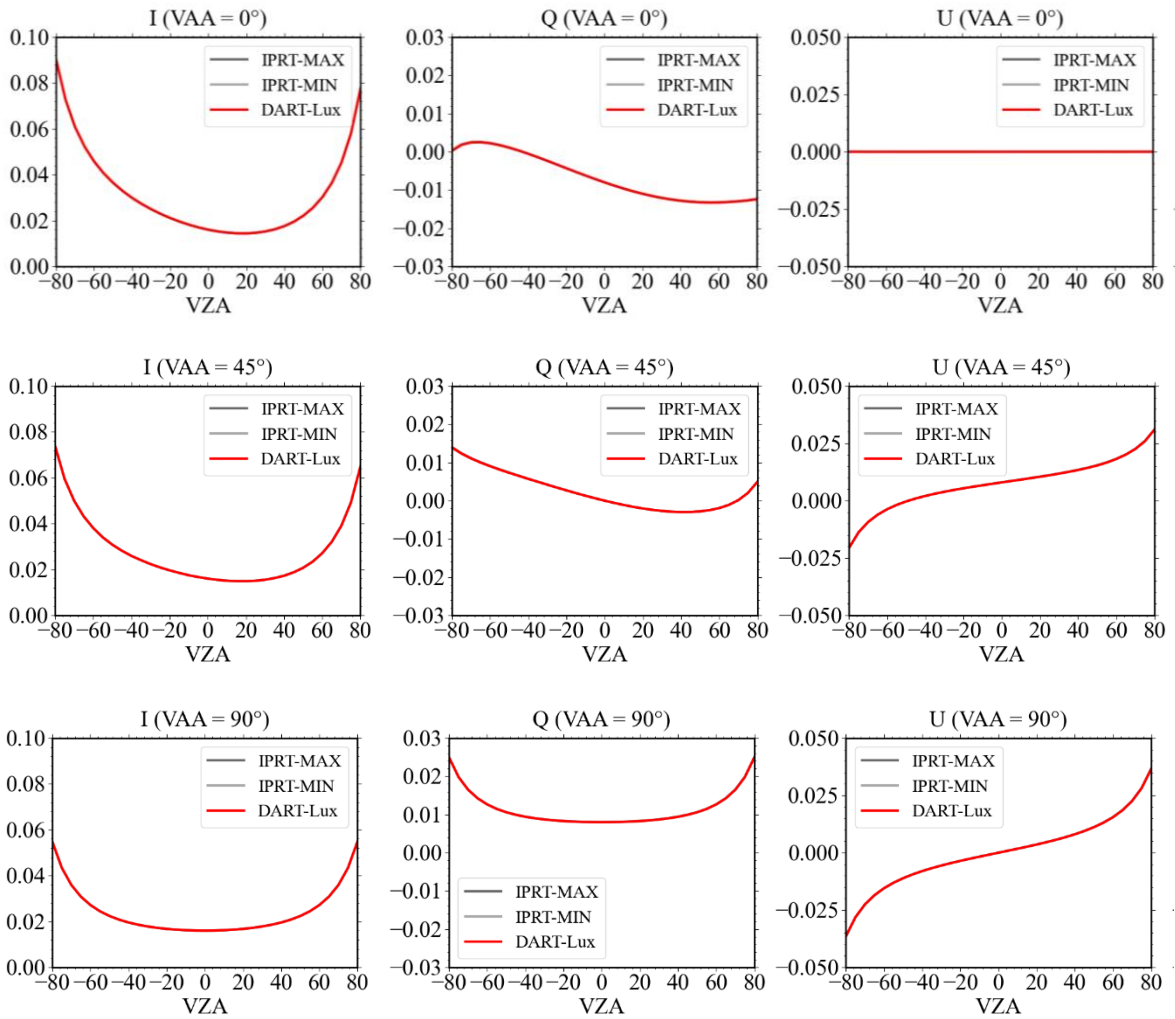 I (VAA = 0°)
0.10
0.08
0.06
0.04
0.02
0.00
IPRT-MAX
IPRT-MIN
DART-Lux
−80 −60 −40 −20 0 20 40 60 80
VZA
Q (VAA = 0°)
0.03
0.02
0.01
0.00
−0.01
−0.02
−0.03
IPRT-MAX
IPRT-MIN
DART-Lux
−80 −60 −40 −20 0 20 40 60 80
VZA
U (VAA = 0°)
0.050
0.025
0.000
−0.025
−0.050
IPRT-MAX
IPRT-MIN
DART-Lux
−80 −60 −40 −20 0 20 40 60 80
VZA
I (VAA = 45°)
0.10
0.08
0.06
0.04
0.02
0.00
IPRT-MAX
IPRT-MIN
DART-Lux
−80 −60 −40 −20 0 20 40 60 80
VZA
Q (VAA = 45°)
0.03
0.02
0.01
0.00
−0.01
−0.02
−0.03
IPRT-MAX
IPRT-MIN
DART-Lux
−80 −60 −40 −20 0 20 40 60 80
VZA
U (VAA = 45°)
0.050
0.025
0.000
−0.025
−0.050
IPRT-MAX
IPRT-MIN
DART-Lux
−80 −60 −40 −20 0 20 40 60 80
VZA
I (VAA = 90°)
0.10
0.08
0.06
0.04
0.02
0.00
IPRT-MAX
IPRT-MIN
DART-Lux
−80 −60 −40 −20 0 20 40 60 80
VZA
Q (VAA = 90°)
0.03
0.02
0.01
0.00
−0.01
−0.02
−0.03
IPRT-MAX
IPRT-MIN
DART-Lux
−80 −60 −40 −20 0 20 40 60 80
VZA
U (VAA = 90°)
0.050
0.025
0.000
−0.025
−0.050
IPRT-MAX
IPRT-MIN
DART-Lux
−80 −60 −40 −20 0 20 40 60 80
VZA